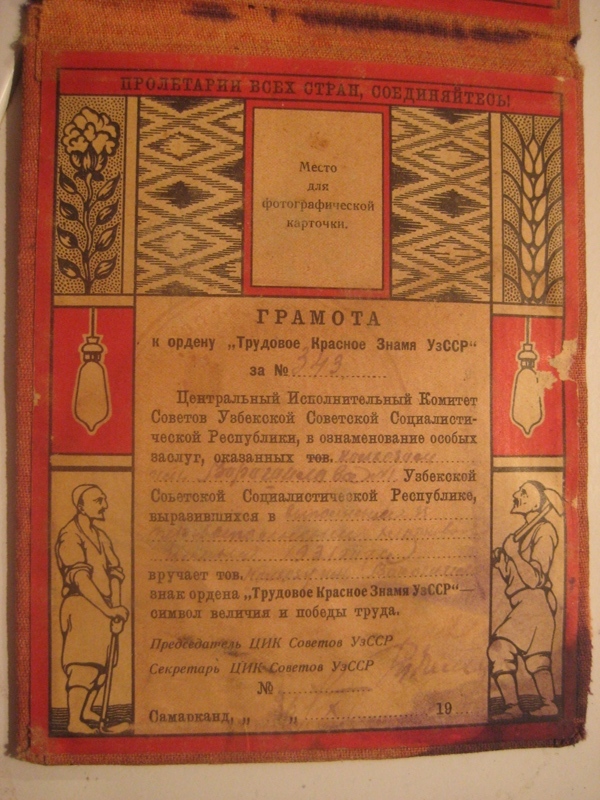 ПРОЛЕТАРИИ ВСЕХ СТРАН, СОЕДИНЯЙТЕСЬ!
Место
для
фотографической
карточки.
ГРАМОТА
к ордену „Трудовое Красное Знамя УзССР“
за № 343
Центральный Исполнительный Комитет
Советов Узбекской Советской Социалисти-
ческой Республики, в ознаменование особых
заслуг, оказанных тов.
Узбекской
Советской Социалистической Республике,
выразившихся в
вручает тов.
знак ордена „Трудовое Красное Знамя УзССР“—
символ величия и победы труда.
Председатель ЦИК Советов УзССР
Секретарь ЦИК Советов УзССР
№
Самарканд, „ „ 19